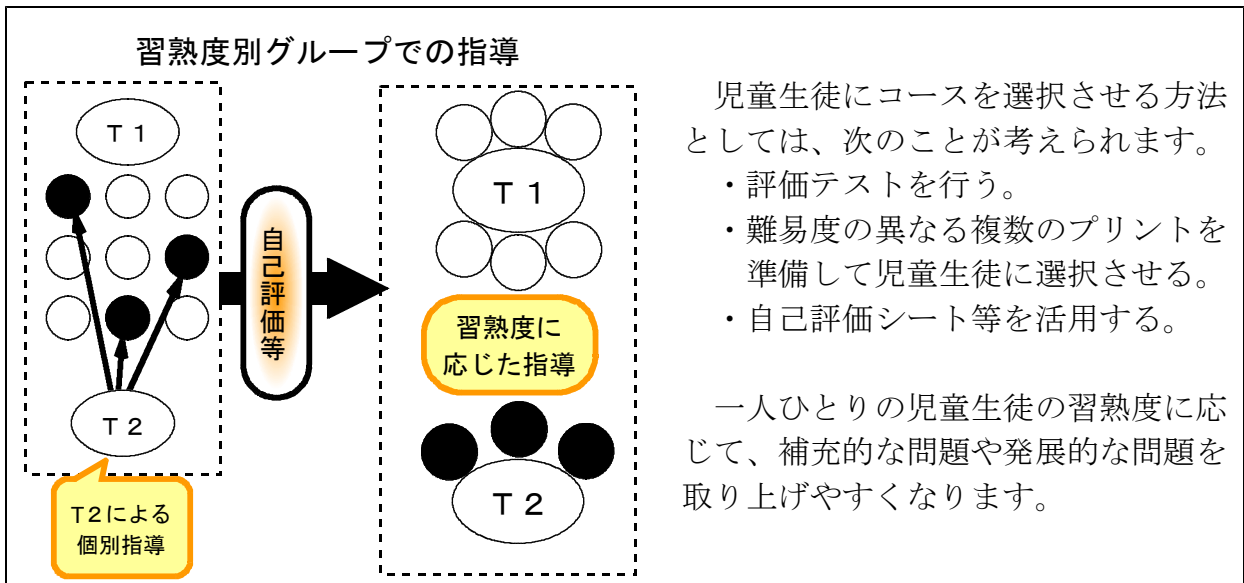 習熟度別グループでの指導
Ｔ１
Ｔ２
Ｔ２による
個別指導
自己評価等
Ｔ１
習熟度に
応じた指導
Ｔ２
児童生徒にコースを選択させる方法
としては、次のことが考えられます。
・評価テストを行う。
・難易度の異なる複数のプリントを
準備して児童生徒に選択させる。
・自己評価シート等を活用する。
一人ひとりの児童生徒の習熟度に応
じて、補充的な問題や発展的な問題を
取り上げやすくなります。